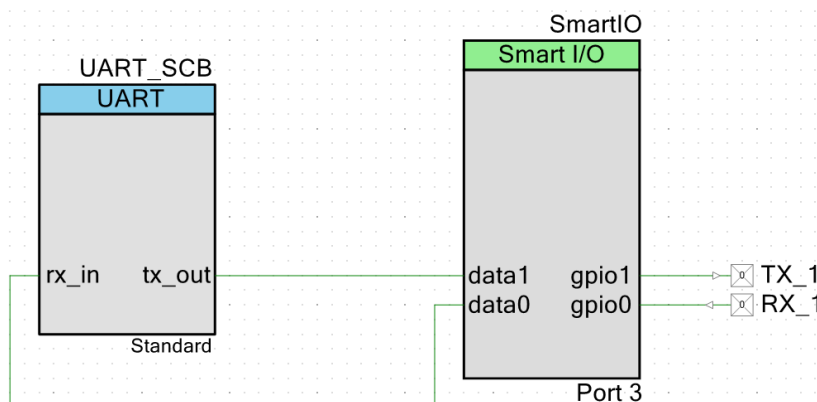 SmartIO
Smart I/O
UART_SCB
UART
rx_in tx_out
data1 gpio1
TX_1
data0 gpio0
RX_1
Standard
Port 3